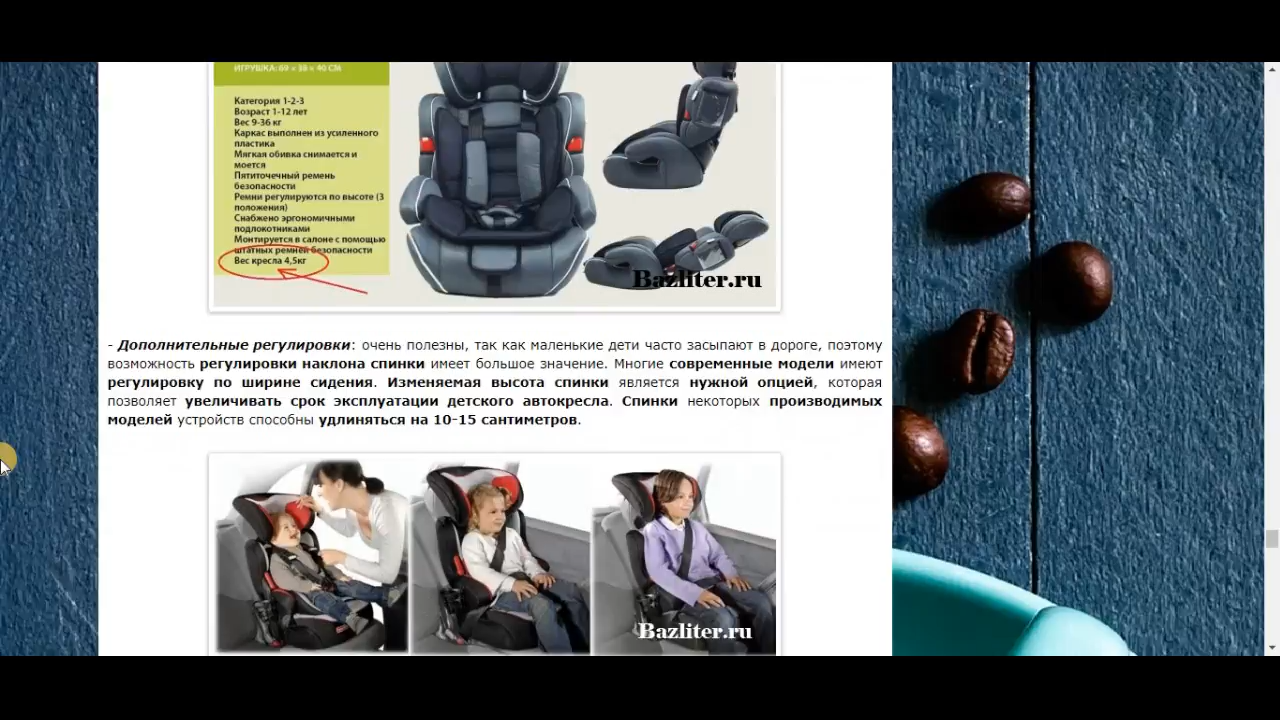 ИГРУШКА: 69 × 38 × 40 СМ
Категория 1-2-3
Возраст 1-12 лет
Вес 9-36 кг
Каркас выполнен из усиленного
пластика
Мягкая обивка снимается и
моется
Пятиточечный ремень
безопасности
Ремни регулируются по высоте (3
положения)
Снабжено эргономичными
подлокотниками
Монтируется в салоне с помощью
штатных ремней безопасности
Вес кресла 4,5кг
Bazliter.ru
- Дополнительные регулировки: очень полезны, так как маленькие дети часто засыпают в дороге, поэтому
возможность регулировки наклона спинки имеет большое значение. Многие современные модели имеют
регулировку по ширине сидения. Изменяемая высота спинки является нужной опцией, которая
позволяет увеличивать срок эксплуатации детского автокресла. Спинки некоторых производимых
моделей устройств способны удлиняться на 10-15 сантиметров.
Bazliter.ru